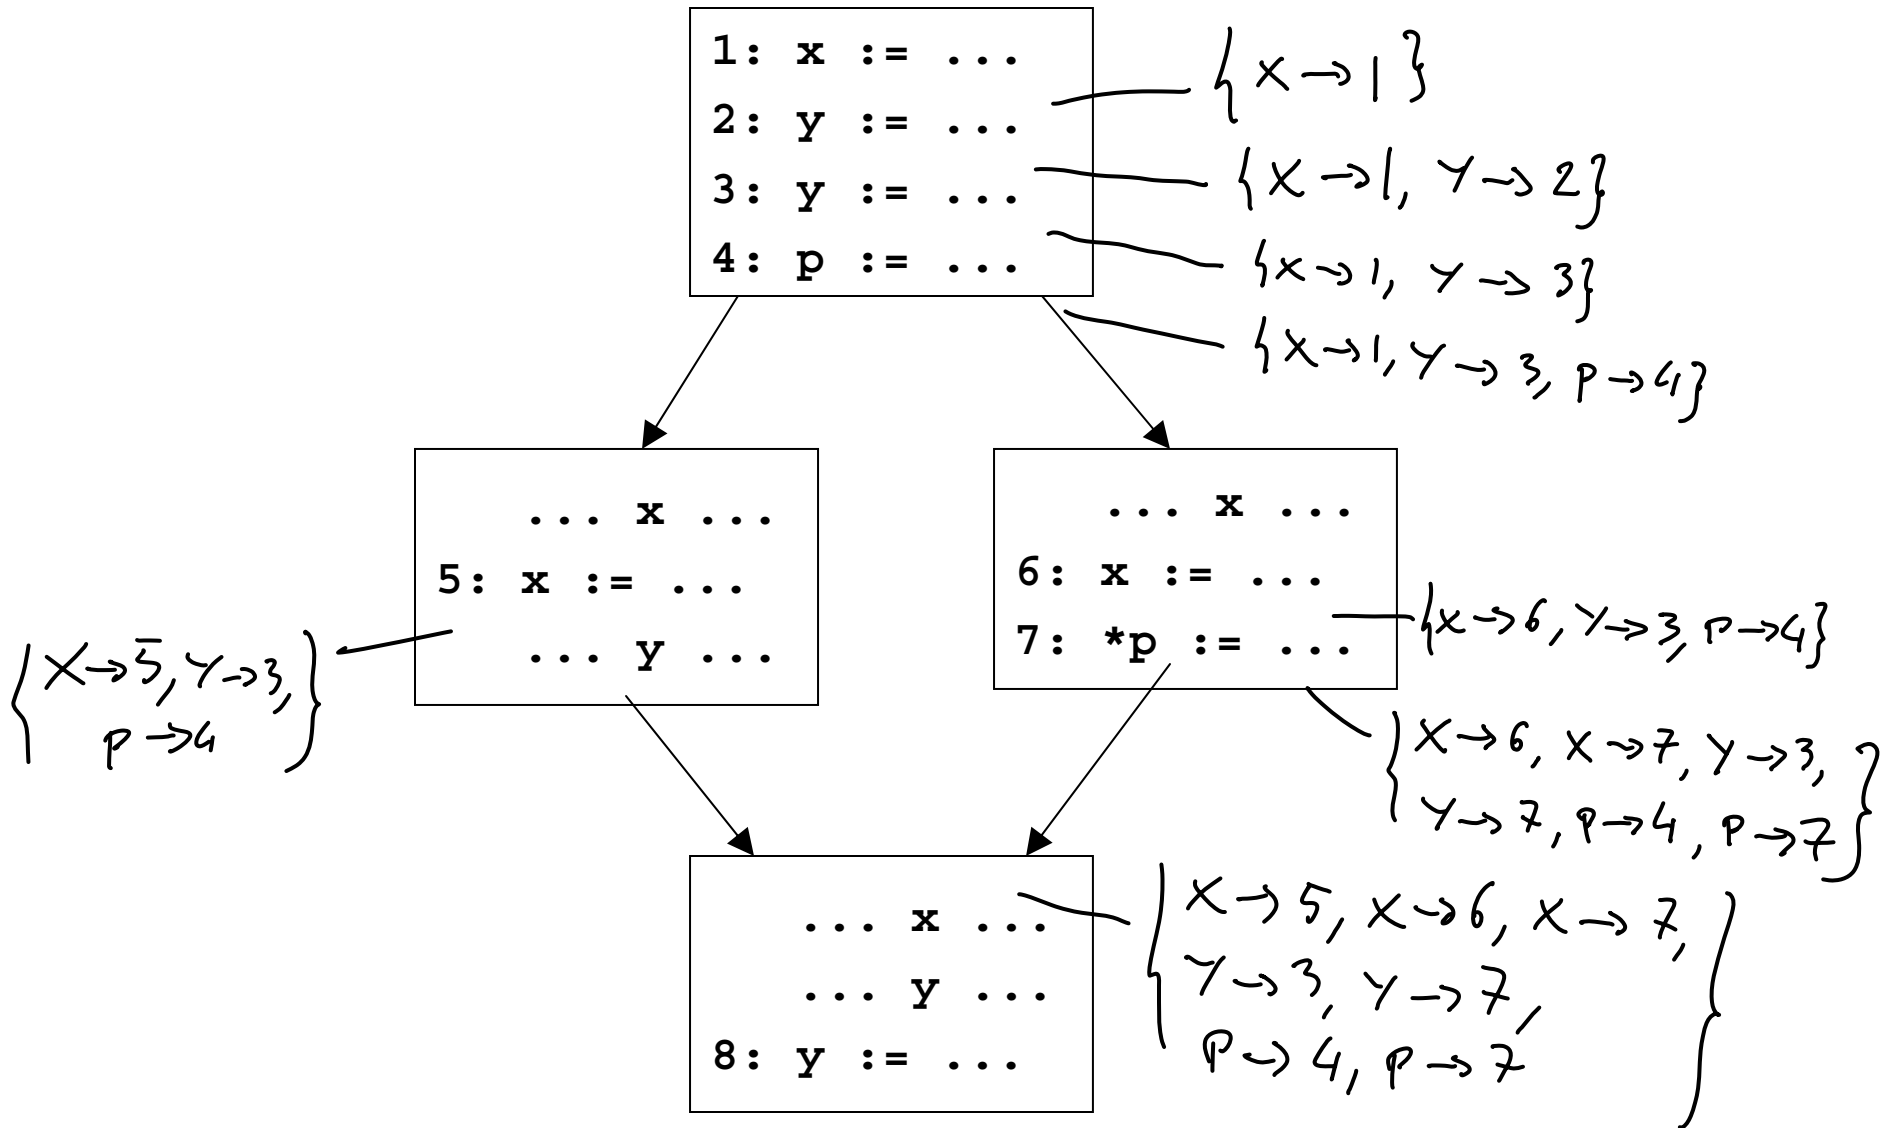 1: x := ...
{ x → 1 }
2: y := ...
{ x → 1, y → 2}
3: y := ...
{ x → 1, y → 3}
4: p := ...
{ x → 1, y → 3, p → 4}
... x ...
5: x := ...
... y ...
{ x → 5, y → 3,
p → 4 }
... x ...
6: x := ...
{x → 6, y → 3, p → 4}
7: *p := ...
{ x → 6, x → 7, y → 3,
y → 7, p → 4, p → 7 }
... x ...
... y ...
8: y := ...
{ x → 5, x → 6, x → 7,
y → 3, y → 7,
p → 4, p → 7 }